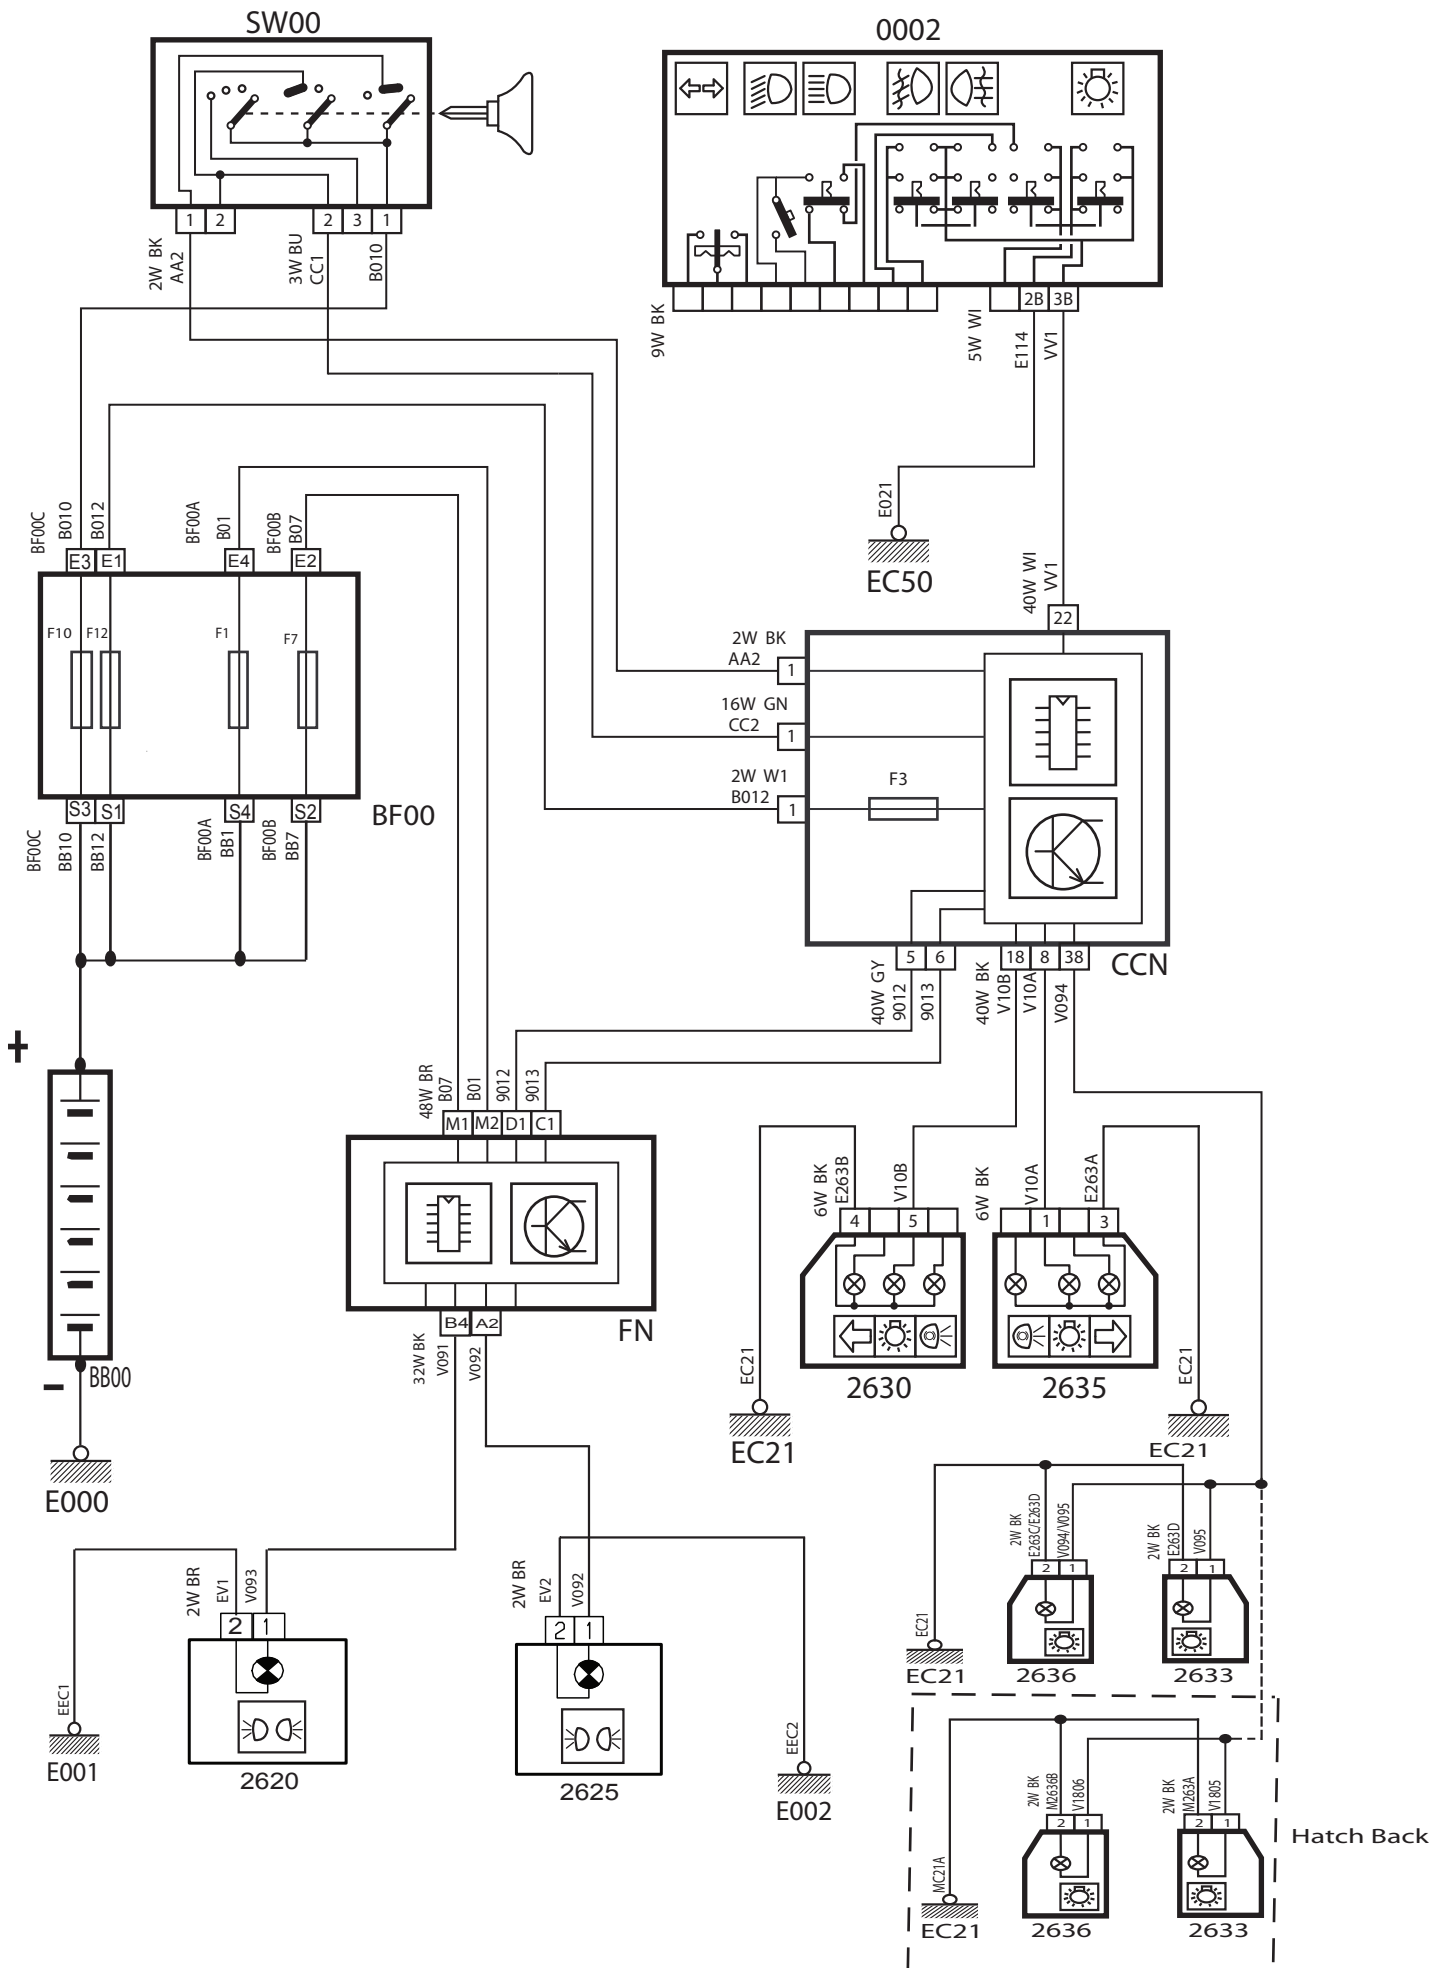 SW00
0002
1
2
2
3
1
2W BK
AA2
3W BU
CC1
B010
2B
3B
9W BK
5W WI
E114
VV1
E021
EC50
40W WI
VV1
22
BF00C
B010
B012
BF00A
B01
BF00B
B07
E3
E1
E4
E2
F10
F12
F1
F7
S3
S1
S4
S2
BF00
BF00C
BB10
BB12
BF00A
BB1
BF00B
BB7
2W BK
AA2
1
16W GN
CC2
1
2W W1
B012
1
F3
5
6
18
8
38
CCN
40W GY
9012
9013
40W BK
V10B
V10A
V094
+
-
BB00
E000
48W BR
B07
B01
9012
9013
M1
M2
D1
C1
FN
B4
A2
32W BK
V091
V092
6W BK
E263B
V10B
6W BK
V10A
E263A
4
5
1
3
2630
2635
EC21
EC21
EC21
EC21
2W BK
E263C/E263D
V094/V095
2W BK
E263D
V095
2
1
2
1
EC21
EC21
2636
2633
2W BR
EV1
V093
2
1
EEC1
E001
2620
2W BR
EV2
V092
2
1
EEC2
E002
2625
2W BK
M2636B
V1806
2W BK
M263A
V1805
2
1
2
1
Hatch Back
MC21A
EC21
2636
2633